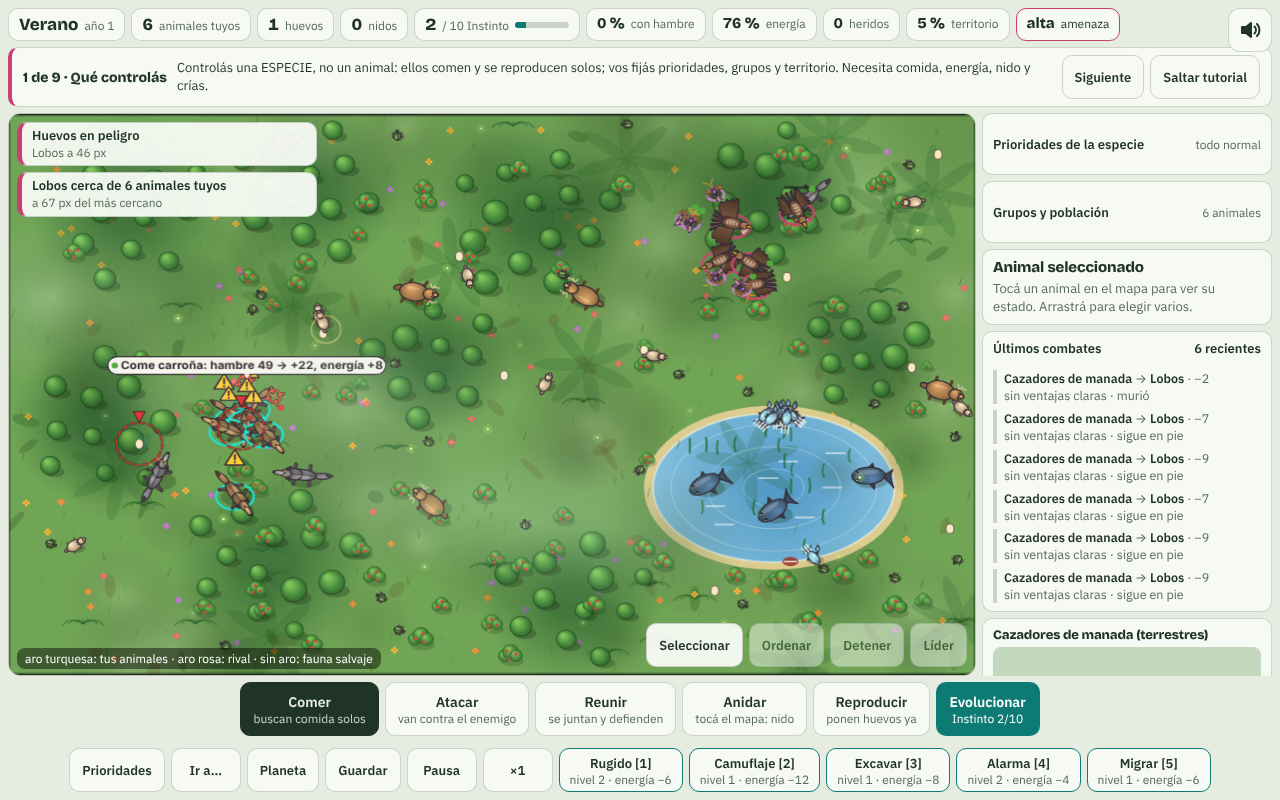 Verano año 1
6 animales tuyos
1 huevos
0 nidos
2 / 10 Instinto
0 % con hambre
76 % energía
0 heridos
5 % territorio
alta amenaza
1 de 9 · Qué controlás
Controlás una ESPECIE, no un animal: ellos comen y se reproducen solos; vos fijás prioridades, grupos y territorio. Necesita comida, energía, nido y
crías.
Siguiente
Saltar tutorial
Huevos en peligro
Lobos a 46 px
Lobos cerca de 6 animales tuyos
a 67 px del más cercano
Come carroña: hambre 49 → +22, energía +8
aro turquesa: tus animales · aro rosa: rival · sin aro: fauna salvaje
Seleccionar
Ordenar
Detener
Líder
Prioridades de la especie todo normal
Grupos y población 6 animales
Animal seleccionado
Tocá un animal en el mapa para ver su
estado. Arrastrá para elegir varios.
Últimos combates 6 recientes
Cazadores de manada → Lobos · −2
sin ventajas claras · murió
Cazadores de manada → Lobos · −7
sin ventajas claras · sigue en pie
Cazadores de manada → Lobos · −9
sin ventajas claras · sigue en pie
Cazadores de manada → Lobos · −7
sin ventajas claras · sigue en pie
Cazadores de manada → Lobos · −9
sin ventajas claras · sigue en pie
Cazadores de manada → Lobos · −9
sin ventajas claras · sigue en pie
Cazadores de manada (terrestres)
Comer
buscan comida solos
Atacar
van contra el enemigo
Reunir
se juntan y defienden
Anidar
tocá el mapa: nido
Reproducir
ponen huevos ya
Evolucionar
Instinto 2/10
Prioridades
Ir a...
Planeta
Guardar
Pausa
×1
Rugido [1]
nivel 2 · energía −6
Camuflaje [2]
nivel 1 · energía −12
Excavar [3]
nivel 1 · energía −8
Alarma [4]
nivel 2 · energía −4
Migrar [5]
nivel 1 · energía −6